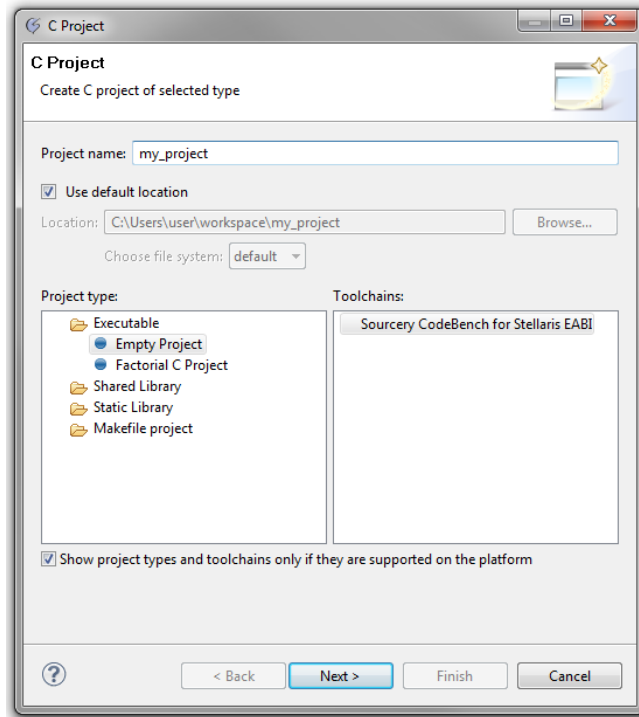 C Project
C Project
Create C project of selected type
Project name: my_project
Use default location
Location: C:\Users\user\workspace\my_project Browse...
Choose file system: default
Project type: Toolchains:
Executable Sourcery CodeBench for Stellaris EABI
Empty Project
Factorial C Project
Shared Library
Static Library
Makefile project
Show project types and toolchains only if they are supported on the platform
? < Back Next > Finish Cancel